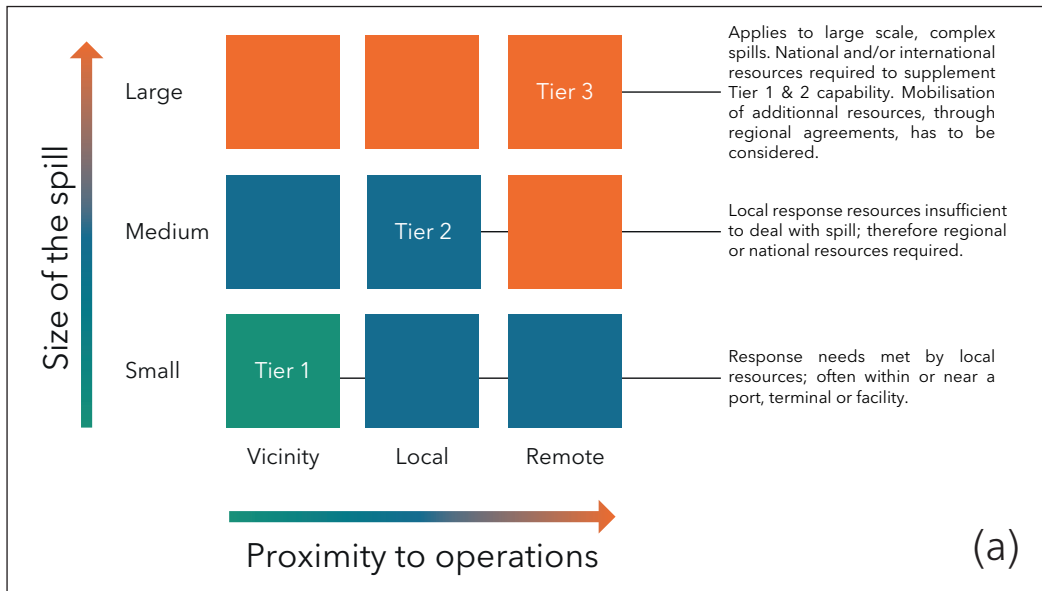 Size of the spill
Large
Tier 3
Applies to large scale, complex
spills. National and/or international
resources required to supplement
Tier 1 & 2 capability. Mobilisation
of additionnal resources, through
regional agreements, has to be
considered.
Medium
Tier 2
Local response resources insufficient
to deal with spill; therefore regional
or national resources required.
Small
Tier 1
Response needs met by local
resources; often within or near a
port, terminal or facility.
Vicinity
Local
Remote
Proximity to operations
(a)